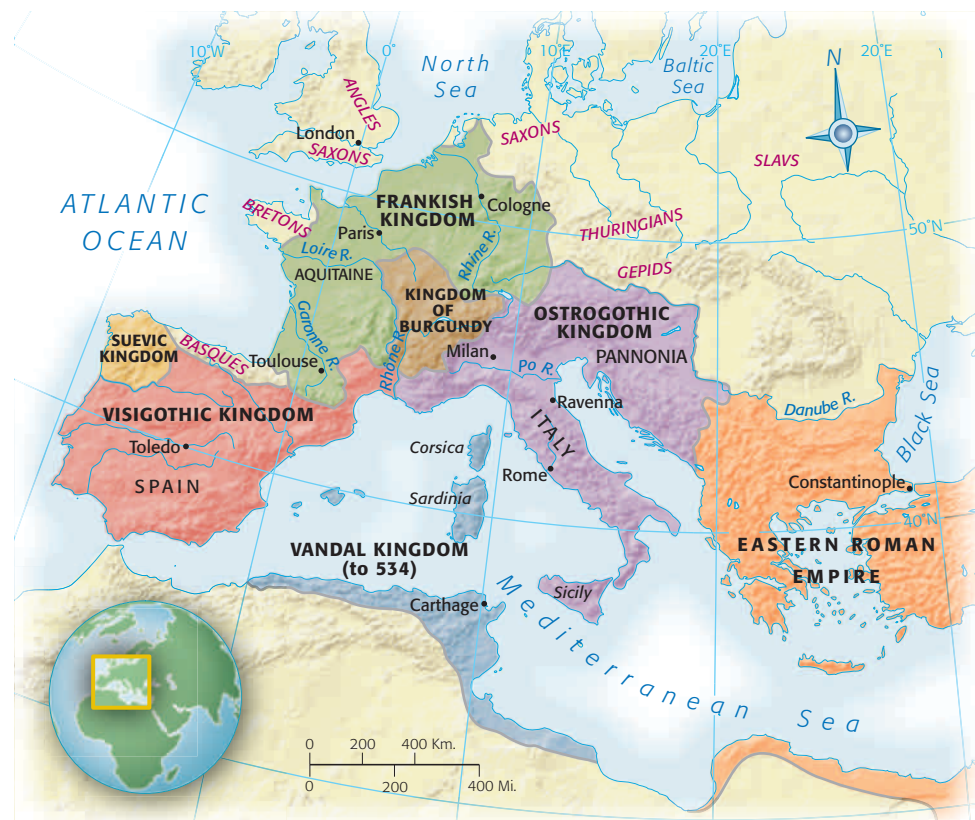 10°W
0°
10°E
20°E
20°E
North
Sea
Baltic
Sea
N
ANGLES
London
SAXONS
SAXONS
SLAVS
ATLANTIC
OCEAN
BRETONS
FRANKISH
KINGDOM
Cologne
Paris
THURINGIANS
50°N
Loire R.
Rhine R.
AQUITAINE
GEPIDS
KINGDOM
OF
BURGUNDY
OSTROGOTHIC
KINGDOM
Garonne R.
SUEVIC
KINGDOM
BASQUES
Toulouse
Rhône R.
Milan
PANNONIA
Po R.
Black Sea
VISIGOTHIC KINGDOM
Ravenna
Danube R.
Toledo
ITALY
Corsica
SPAIN
Rome
Constantinople
Sardinia
40°N
VANDAL KINGDOM
(to 534)
EASTERN ROMAN
EMPIRE
Sicily
Carthage
Mediterranean Sea
0 200 400 Km.
0 200 400 Mi.